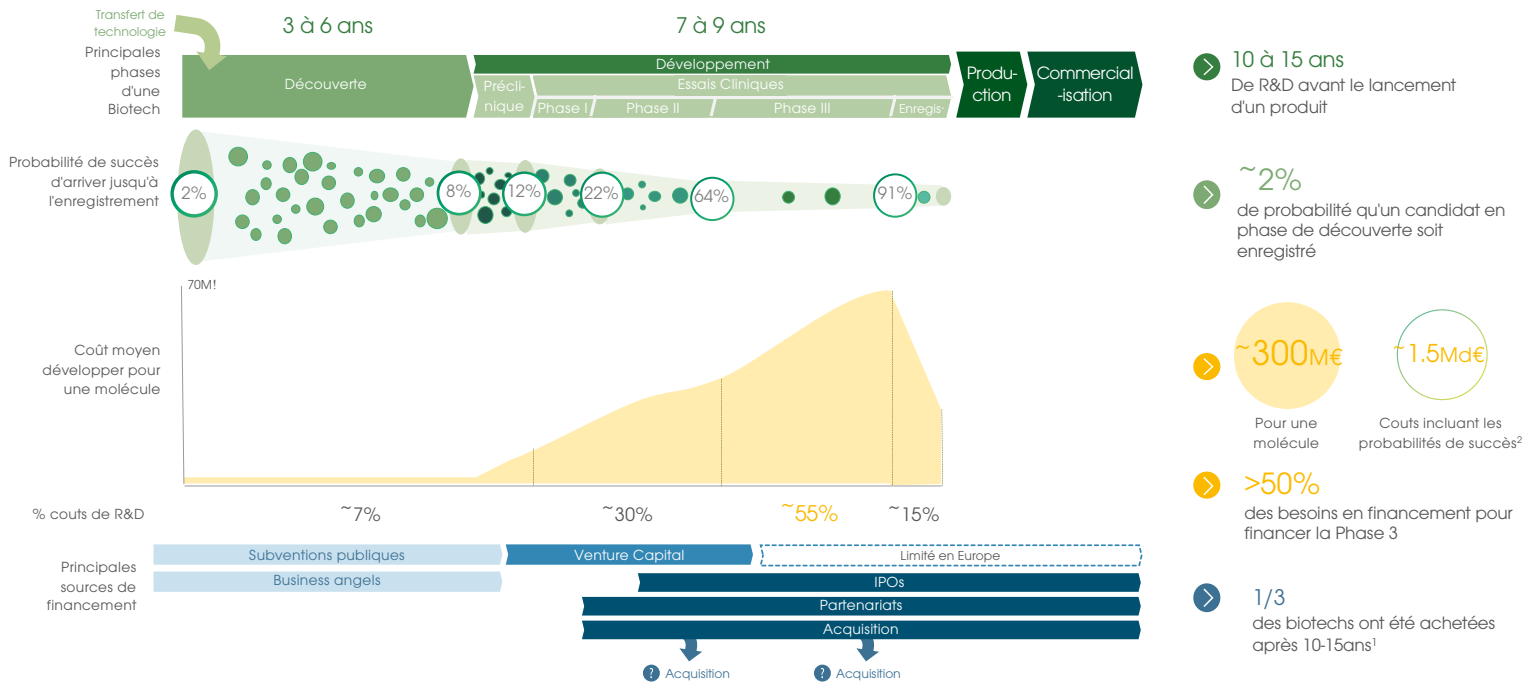 Transfert de
technologie
3 à 6 ans
7 à 9 ans
Principales
phases
d'une
Biotech
Découverte
Développement
Précli-
nique
Essais Cliniques
Phase I
Phase II
Phase III
Enregis-
Produ-
ction
Commercial
-isation
10 à 15 ans
De R&D avant le lancement
d'un produit
Probabilité de succès
d'arriver jusqu'à
l'enregistrement
2%
8%
12%
22%
64%
91%
~2%
de probabilité qu'un candidat en
phase de découverte soit
enregistré
70M!
Coût moyen
développer pour
une molécule
~300M€
~1.5Md€
Pour une
molécule
Couts incluant les
probabilités de succès²
% couts de R&D
~7%
~30%
~55%
~15%
>50%
des besoins en financement pour
financer la Phase 3
Principales
sources de
financement
Subventions publiques
Venture Capital
Limité en Europe
Business angels
IPOs
Partenariats
Acquisition
? Acquisition
? Acquisition
1/3
des biotechs ont été achetées
après 10-15ans¹